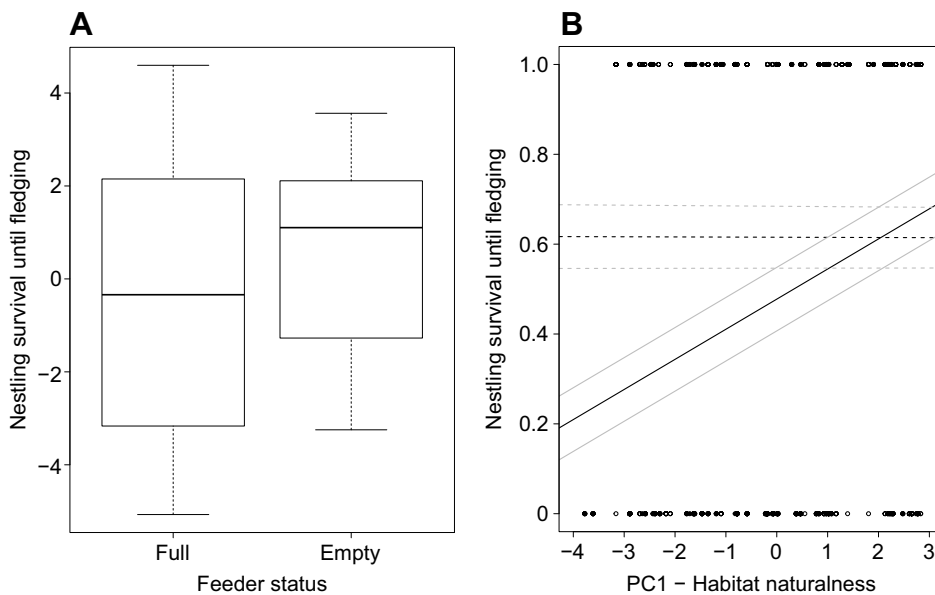 A
B
Nestling survival until fledging
4
2
0
−2
−4
Full
Empty
Feeder status
Nestling survival until fledging
1.0
0.8
0.6
0.4
0.2
0
−4
−3
−2
−1
0
1
2
3
PC1 − Habitat naturalness